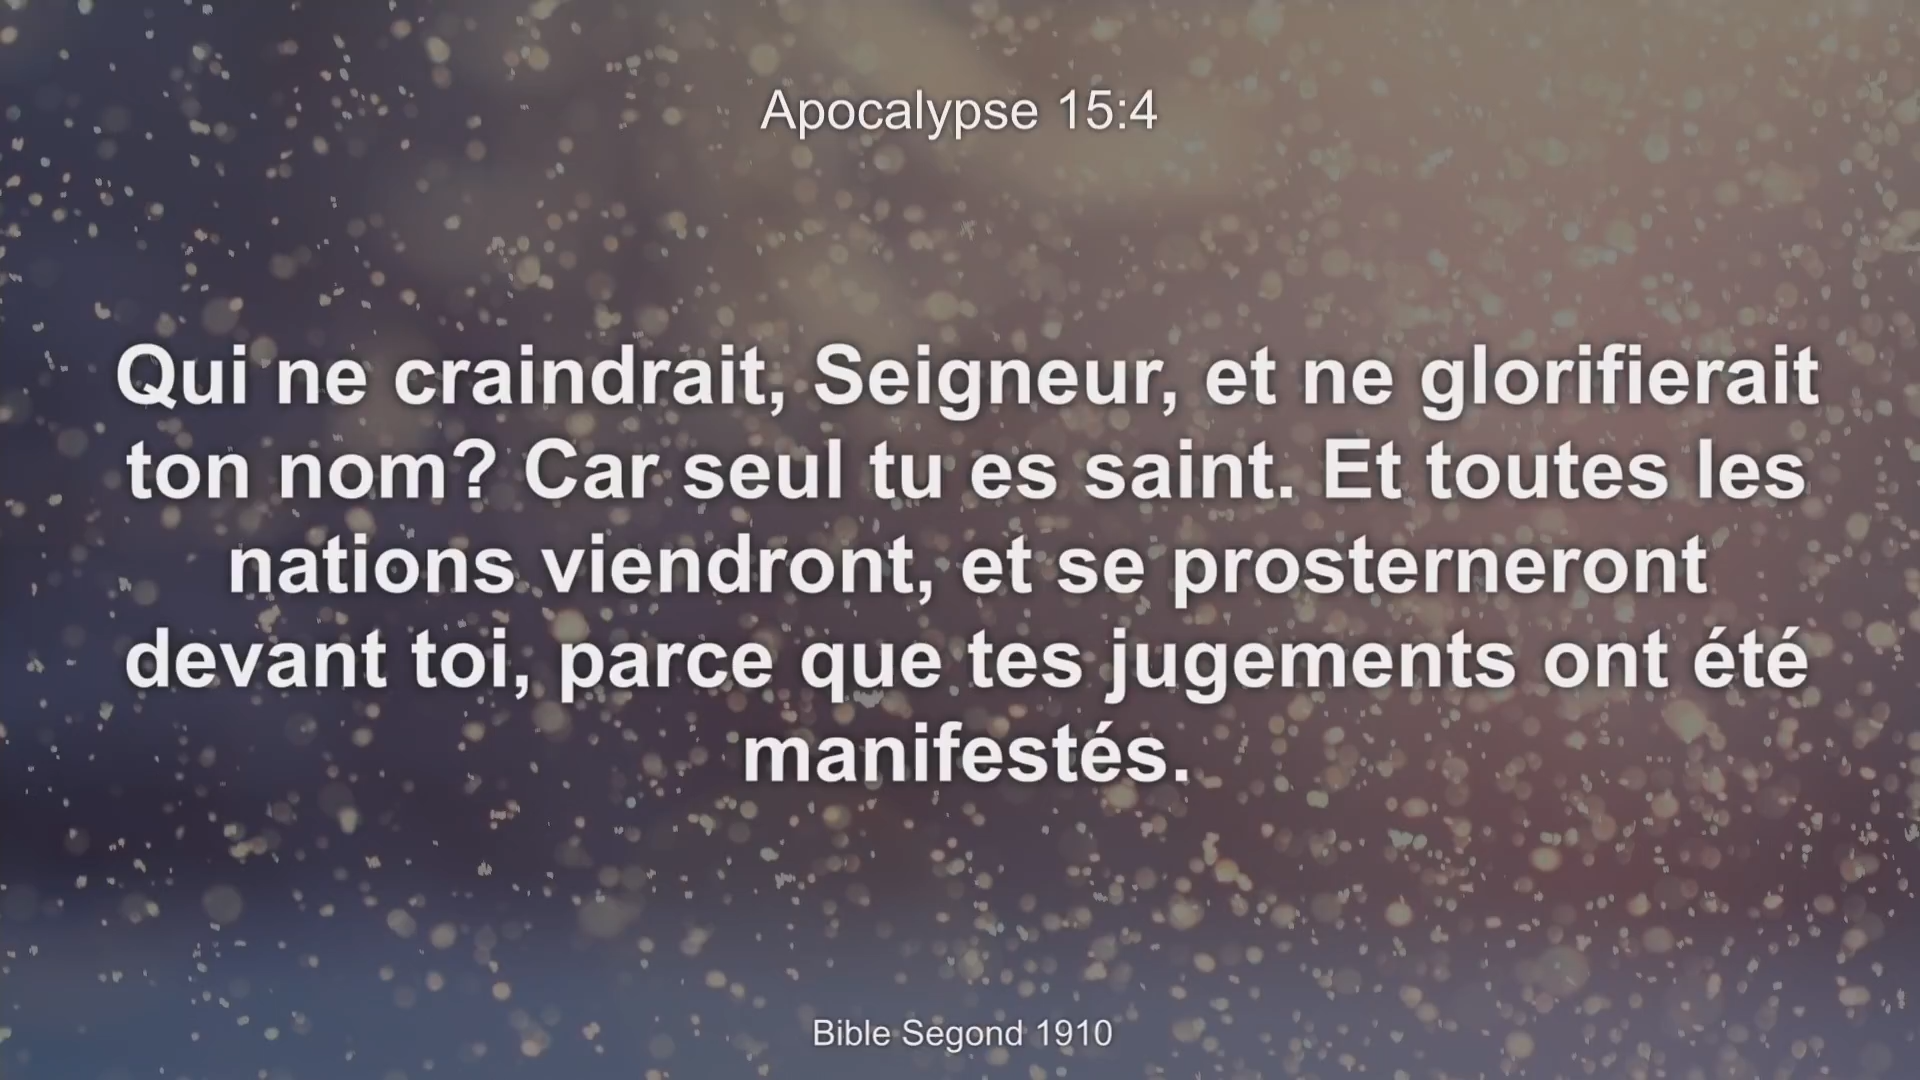 Apocalypse 15:4
Qui ne craindrait, Seigneur, et ne glorifierait
ton nom? Car seul tu es saint. Et toutes les
nations viendront, et se prosterneront
devant toi, parce que tes jugements ont été
manifestés.
Bible Segond 1910